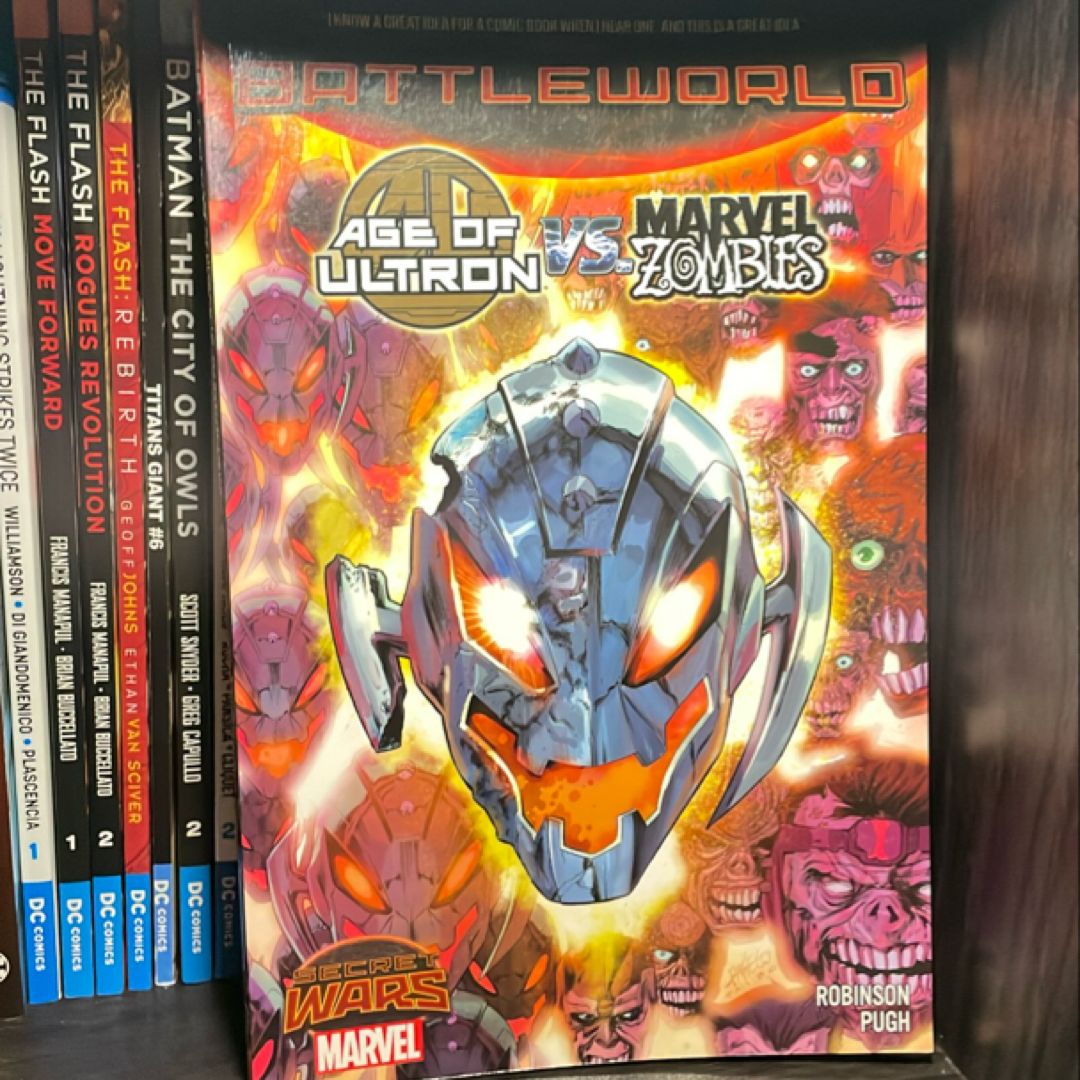 I KNOW A GREAT IDEA FOR A COMIC BOOK WHEN I HEAR ONE, AND THIS IS A GREAT IDEA
STRIKES TWICE WILLIAMSON • DI GIANDOMENICO • PLASCENCIA 1 DC COMICS
THE FLASH MOVE FORWARD FRANCIS MANAPUL • BRIAN BUCCELLATO 1 DC COMICS
THE FLASH ROGUES REVOLUTION FRANCIS MANAPUL • BRIAN BUCCELLATO 2 DC COMICS
THE FLASH: REBIRTH GEOFF JOHNS ETHAN VAN SCIVER DC COMICS
TITANS GIANT #6 DC COMICS
BATMAN THE CITY OF OWLS SCOTT SNYDER • GREG CAPULLO 2 DC COMICS
2 DC COMICS
BATTLEWORLD
AGE OF
ULTRON
VS.
MARVEL
ZOMBIES
SECRET
WARS
MARVEL
ROBINSON
PUGH